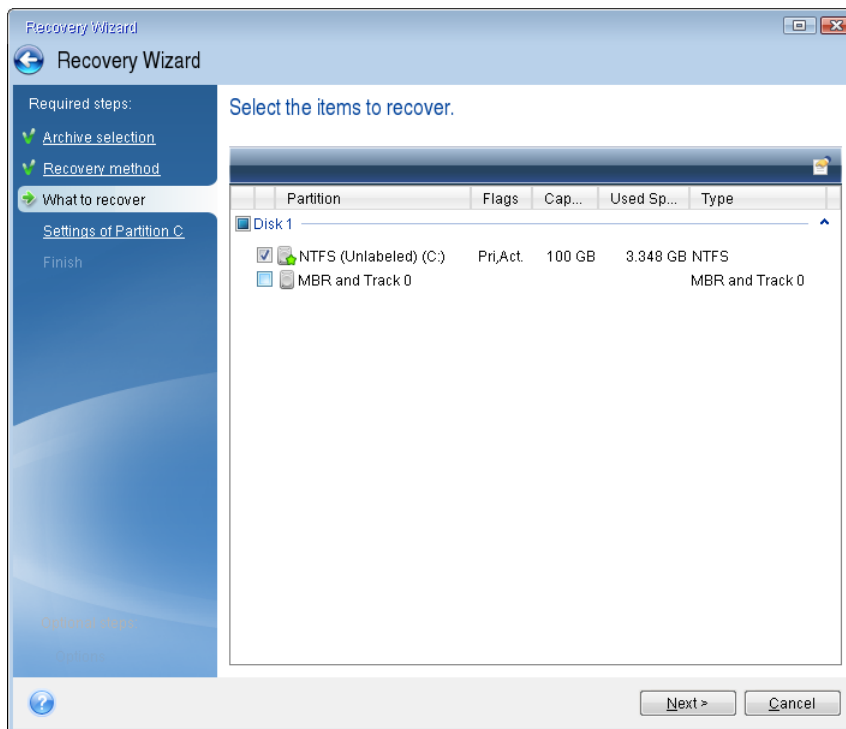 Recovery Wizard
Recovery Wizard
Required steps:
Archive selection
Recovery method
What to recover
Settings of Partition C
Finish
Select the items to recover.
Partition Flags Cap... Used Sp... Type
Disk 1
NTFS (Unlabeled) (C:) Pri,Act. 100 GB 3.348 GB NTFS
MBR and Track 0 MBR and Track 0
steps
Next >
Cancel